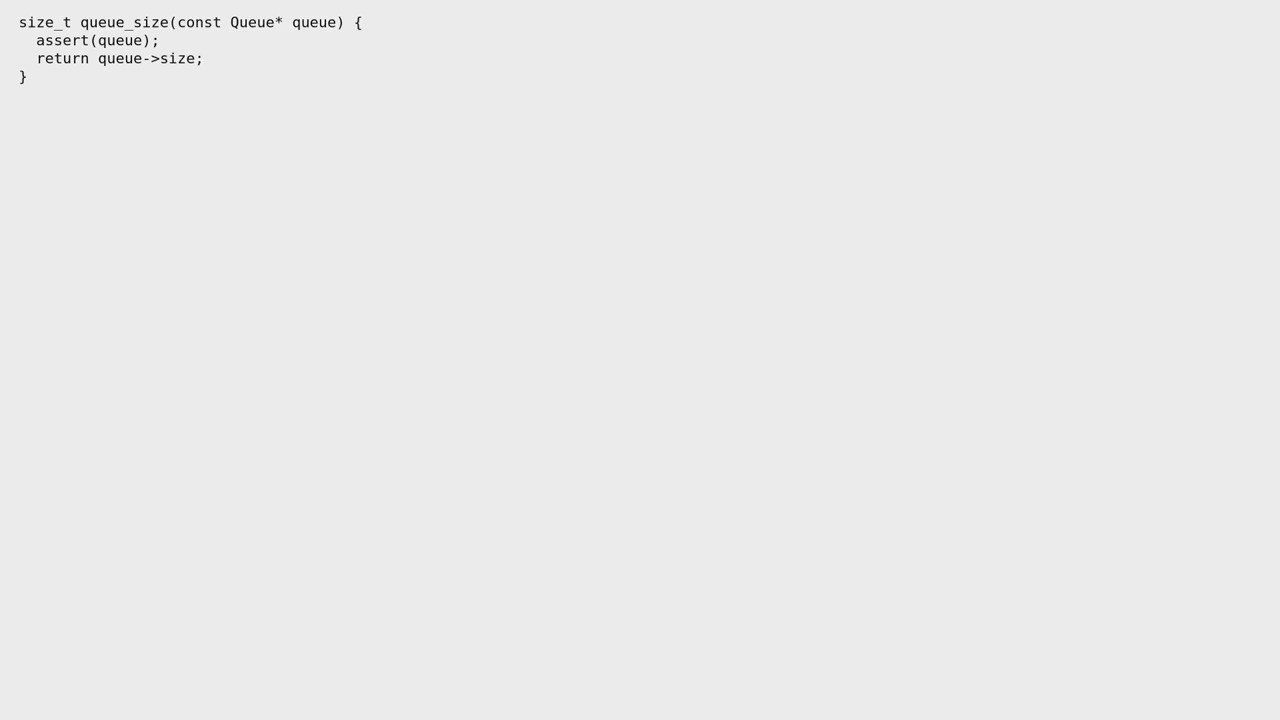 size_t queue_size(const Queue* queue) {
  assert(queue);
  return queue->size;
}